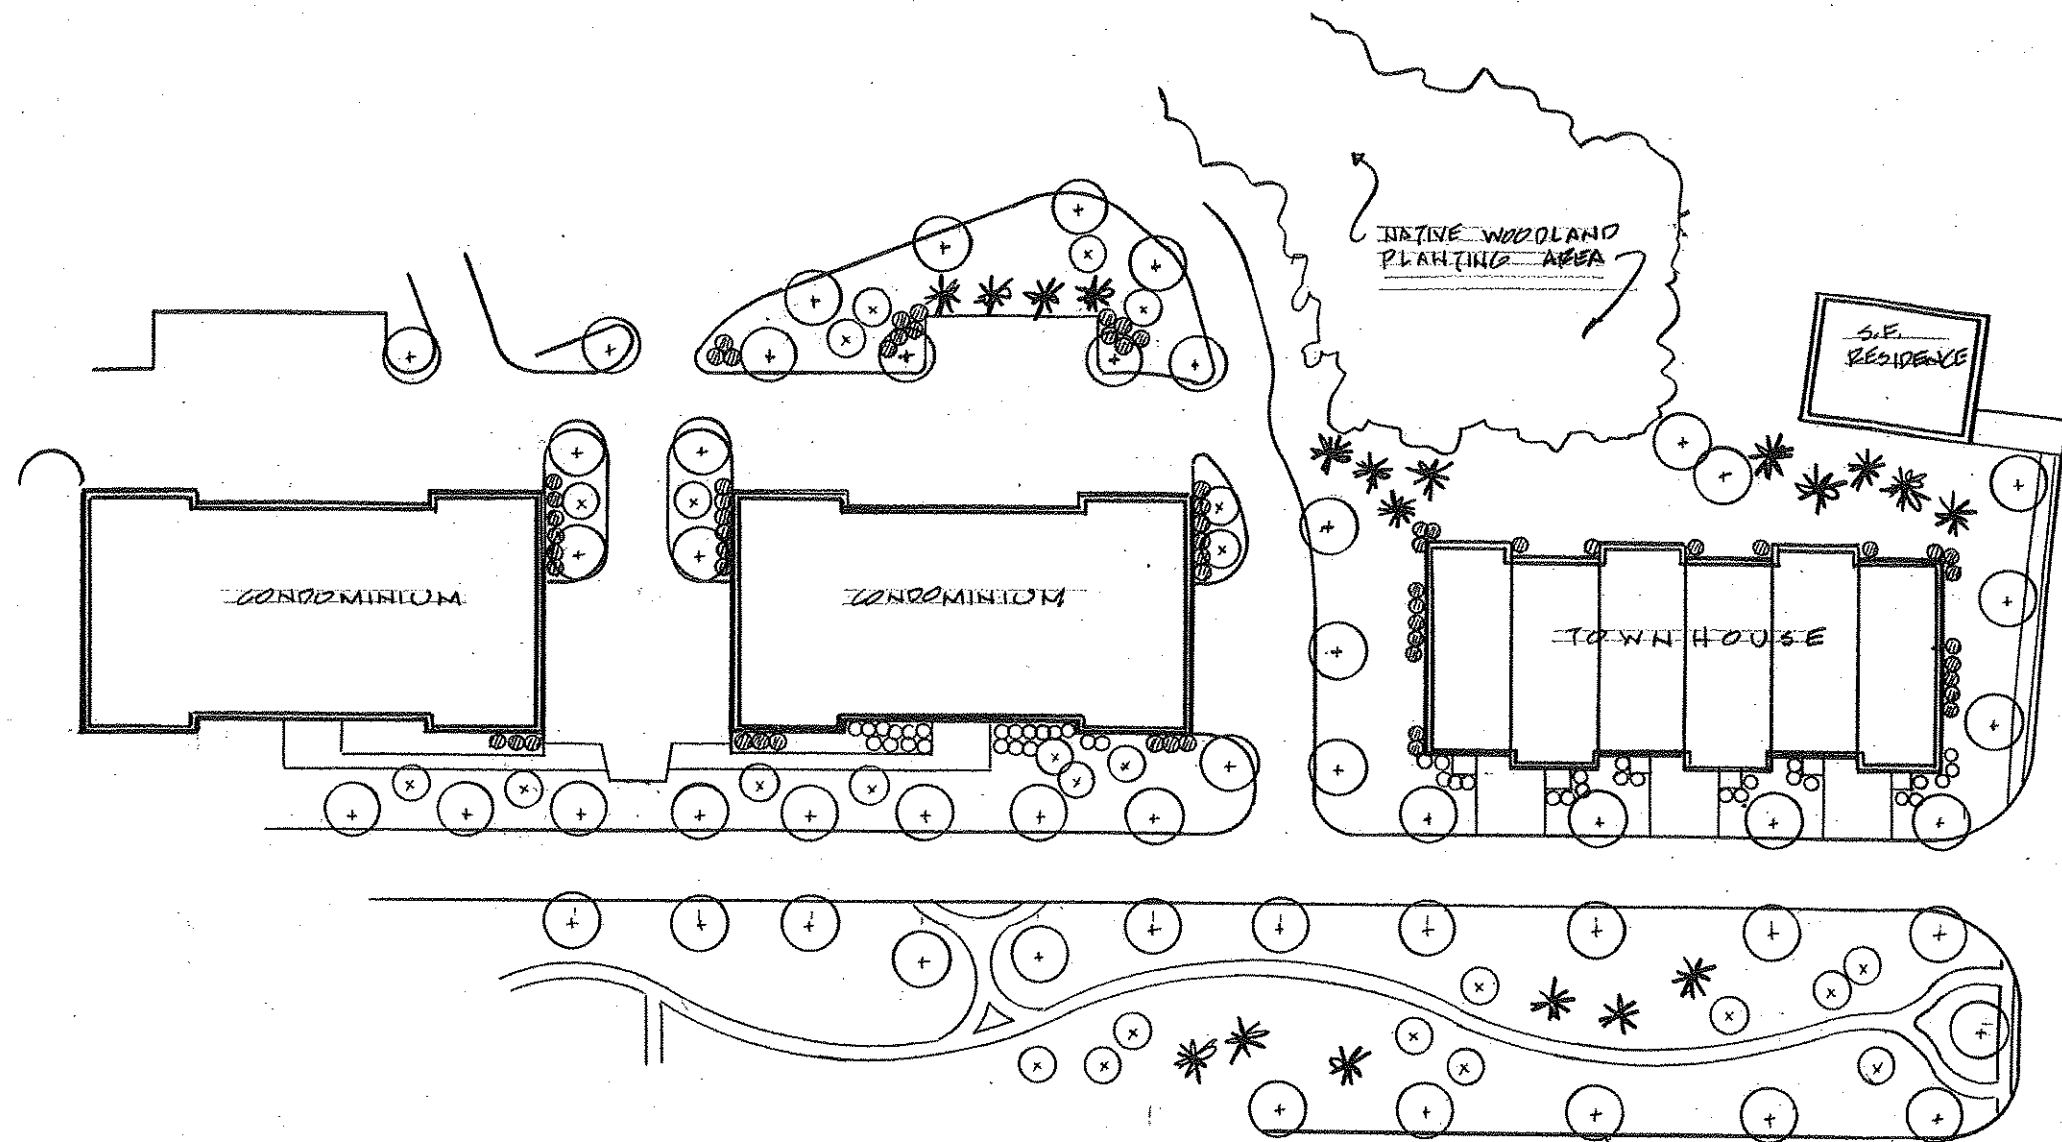 NATIVE WOODLAND
PLANTING AREA
S.F.
RESIDENCE
CONDOMINIUM
CONDOMINIUM
TOWNHOUSE